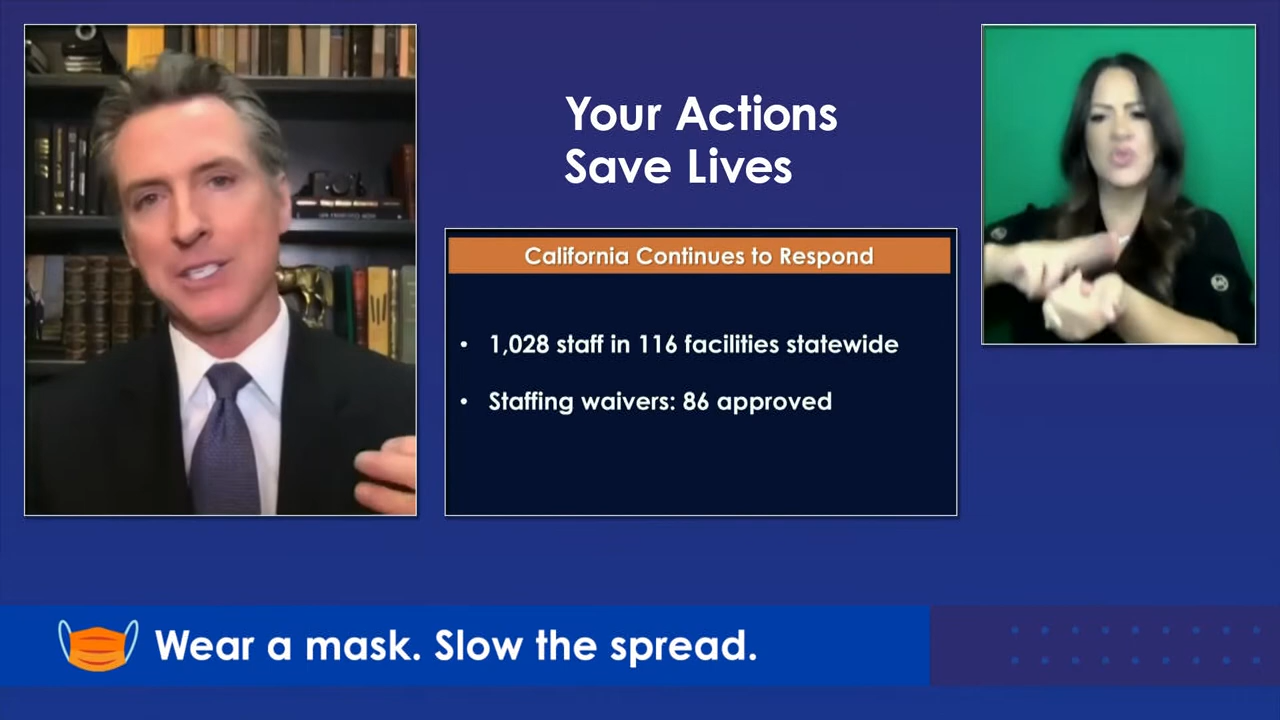 Your Actions
Save Lives
California Continues to Respond
• 1,028 staff in 116 facilities statewide
• Staffing waivers: 86 approved
Wear a mask. Slow the spread.